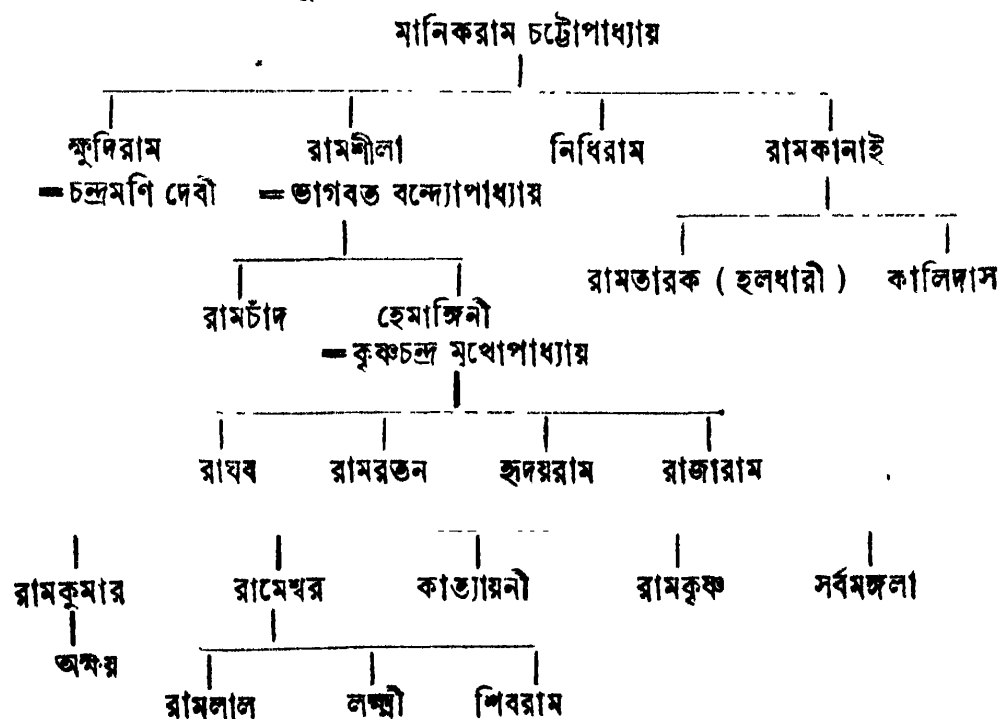 মানিকরাম চট্টোপাধ্যায়
ক্ষুদিরাম রামশীলা নিধিরাম রামকানাই
= চন্দ্রমণি দেবী = ভাগবত বন্দ্যোপাধ্যায়
রামতারক ( হলধারী ) কালিদাস
রামচাঁদ হেমাঙ্গিনী
= কৃষ্ণচন্দ্র মুখোপাধ্যায়
রাঘব রামরতন হৃদয়রাম রাজারাম
রামকুমার রামেশ্বর কাত্যায়নী রামকৃষ্ণ সর্বমঙ্গলা
অক্ষয়
রামলাল লক্ষ্মী শিবরাম